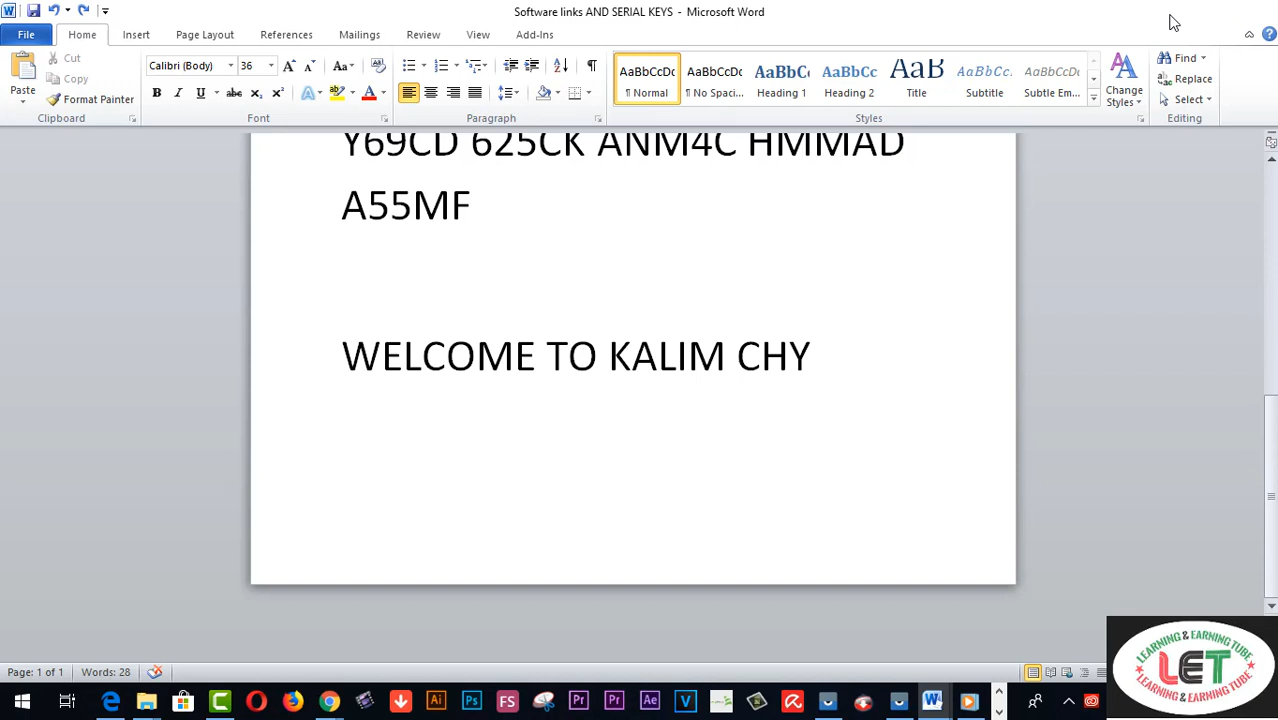 Software links AND SERIAL KEYS - Microsoft Word
File Home Insert Page Layout References Mailings Review View Add-Ins
Paste
Cut
Copy
Format Painter
Clipboard
Calibri (Body) 36
Font
Paragraph
AaBbCcDc AaBbCcDc AaBbCc AaBbCc AaB AaBbCcDc AaBbCcDc
¶ Normal ¶ No Spaci... Heading 1 Heading 2 Title Subtitle Subtle Em...
Change Styles
Styles
Find
Replace
Select
Editing
Y69CD 625CK ANM4C HMMAD
A55MF
WELCOME TO KALIM CHY
Page: 1 of 1 Words: 28
LEARNING & EARNING TUBE
LET
LEARNING & EARNING TUBE